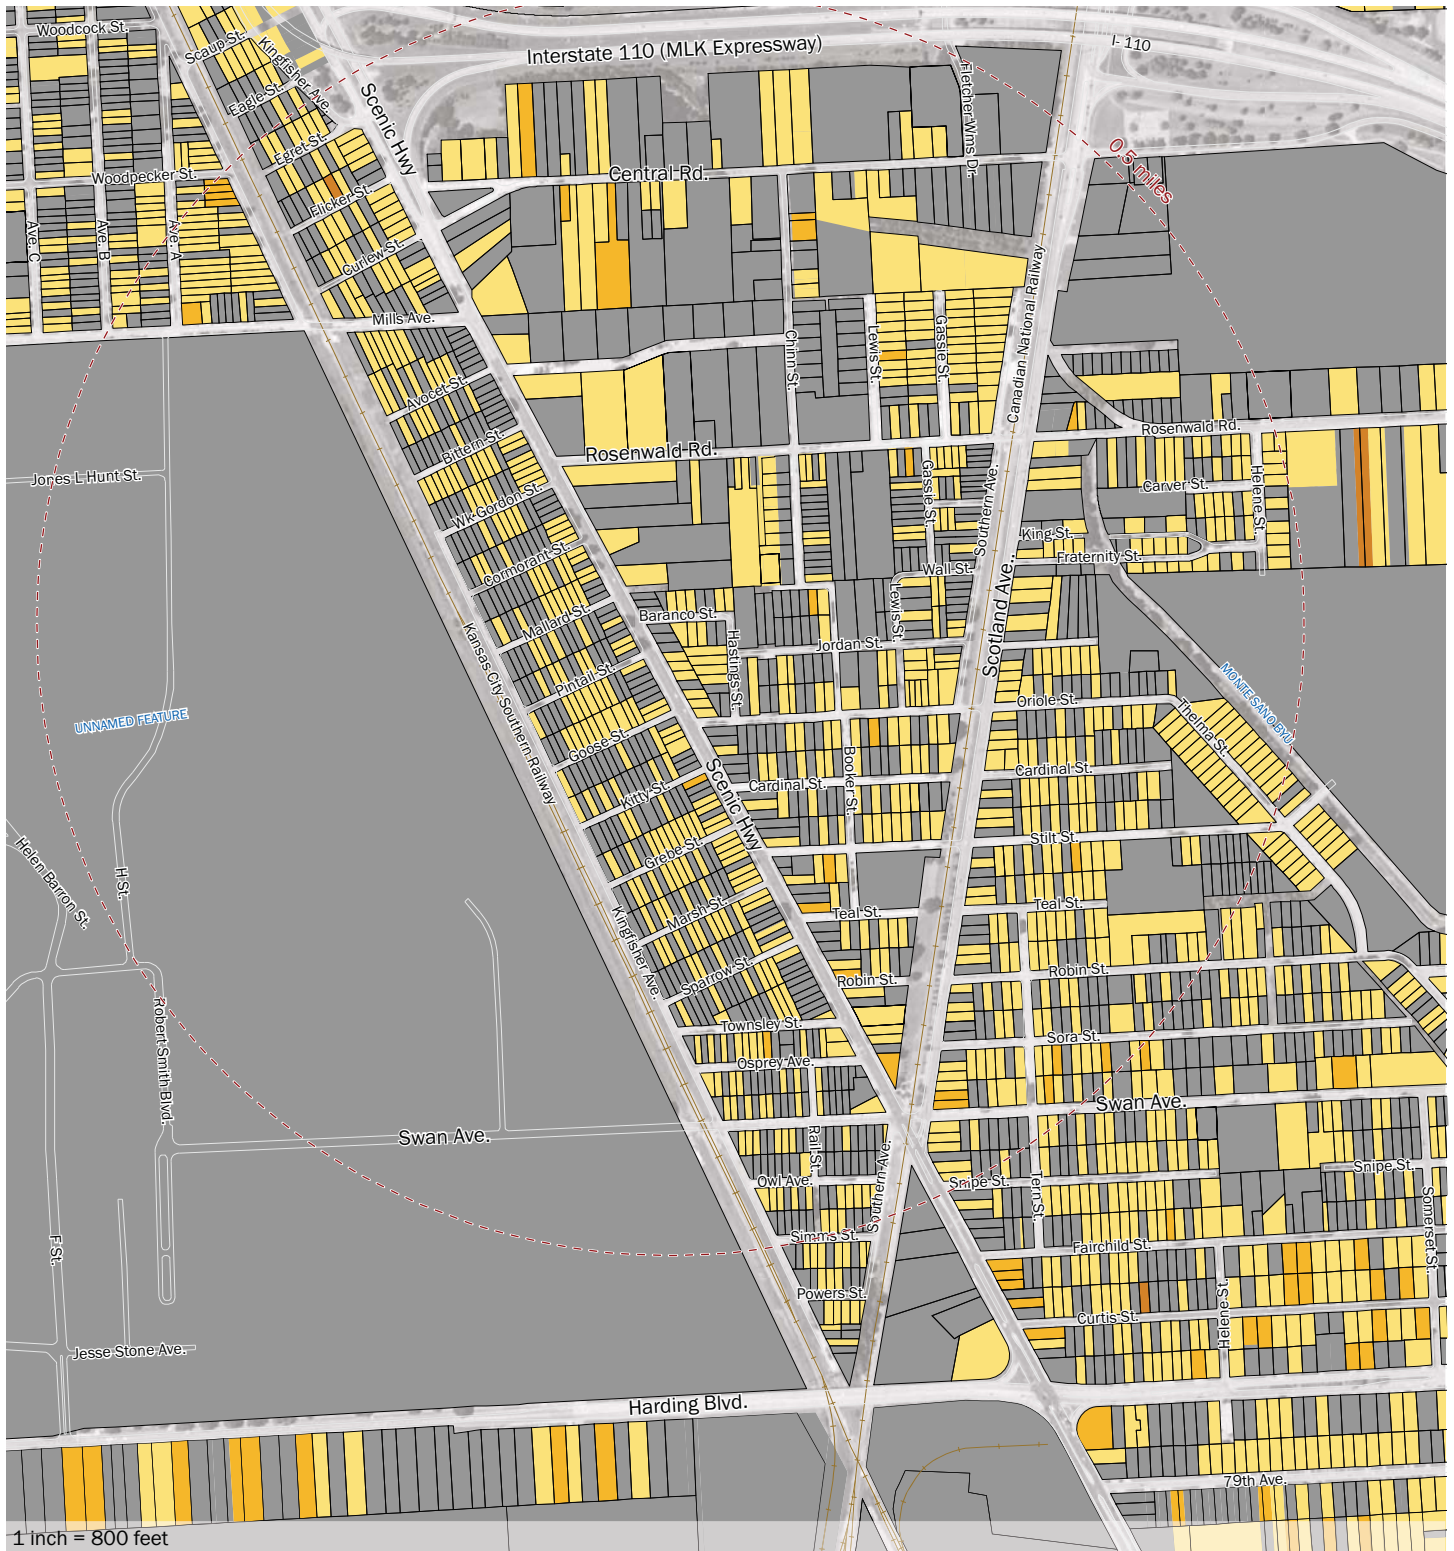 Woodcock St.
Scaup St.
Kingfisher Ave
Interstate 110 (MLK Expressway)
I- 110
Eagle St.
Scenic Hwy
Fletcher Wms Dr.
Egret St.
0.5 miles
Woodpecker St.
Central Rd.
Flicker St.
Ave. C
Ave. B
Ave. A
Curlew St.
Canadian National Railway
Mills Ave.
Chinn St.
Lewis St.
Gassie St.
Avocet St.
Bittern St.
Rosenwald Rd.
Rosenwald Rd.
Jones L Hunt St.
Wk Gordon St.
Gassie St.
Southern Ave.
Carver St.
Helene St.
Cormorant St.
King St.
Fraternity St.
Wall St.
Mallard St.
Baranco St.
Lewis St.
Scotland Ave.
Jordan St.
Hastings St.
Kansas City Southern Railway
Pintail St.
MONTE SANO BYU
UNNAMED FEATURE
Oriole St.
Thelma St.
Goose St.
Scenic Hwy
Booker St.
Cardinal St.
Cardinal St.
Kitty St.
Stilt St.
Grebe St.
Helem Barron St.
H St.
Marsh St.
Teal St.
Teal St.
Kingfisher Ave.
Sparrow St.
Robin St.
Robin St.
Robert Smith Blvd.
Townsley St.
Sora St.
Osprey Ave.
Swan Ave.
Swan Ave.
Rail St.
Southern Ave.
Snipe St.
Owl Ave.
Snipe St.
Tern St.
Somerset St.
F St.
Simms St.
Fairchild St.
Powers St.
Helene St.
Curtis St.
Jesse Stone Ave.
Harding Blvd.
79th Ave.
1 inch = 800 feet